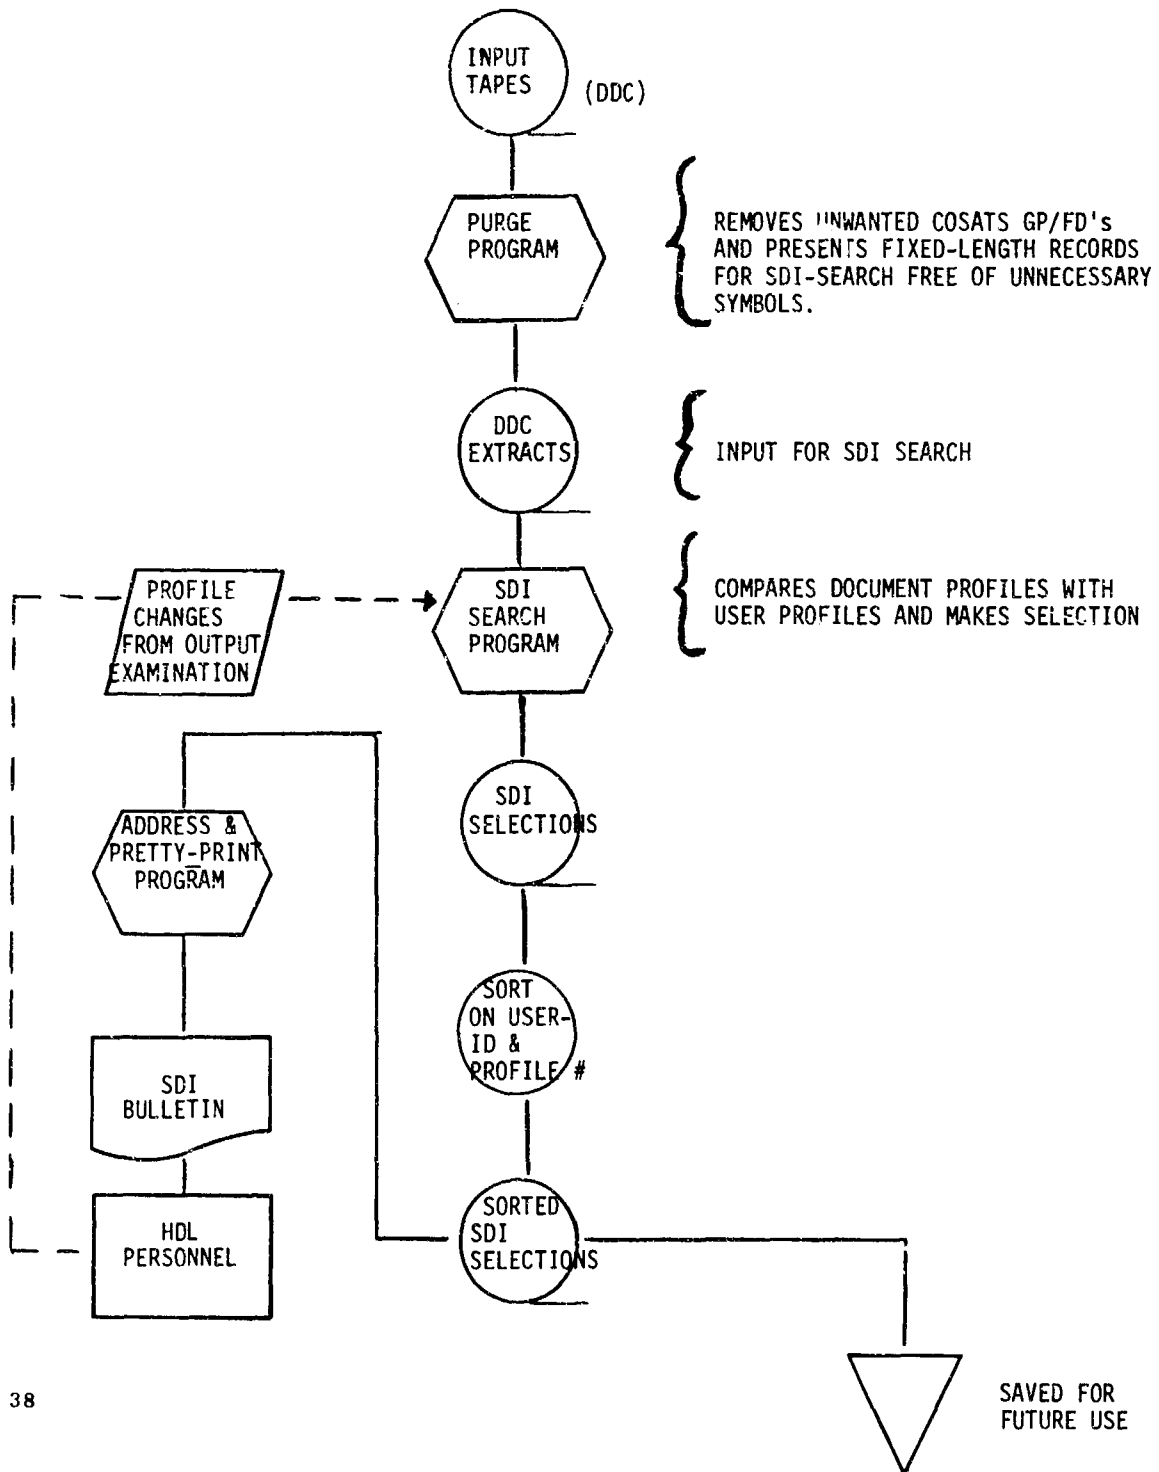 INPUT
TAPES
(DDC)
PURGE
PROGRAM
REMOVES UNWANTED COSATS GP/FD's
AND PRESENTS FIXED-LENGTH RECORDS
FOR SDI-SEARCH FREE OF UNNECESSARY
SYMBOLS.
DDC
EXTRACTS
INPUT FOR SDI SEARCH
PROFILE
CHANGES
FROM OUTPUT
EXAMINATION
SDI
SEARCH
PROGRAM
COMPARES DOCUMENT PROFILES WITH
USER PROFILES AND MAKES SELECTION
SDI
SELECTIONS
ADDRESS &
PRETTY-PRINT
PROGRAM
SORT
ON USER-
ID &
PROFILE #
SDI
BULLETIN
HDL
PERSONNEL
SORTED
SDI
SELECTIONS
SAVED FOR
FUTURE USE
38